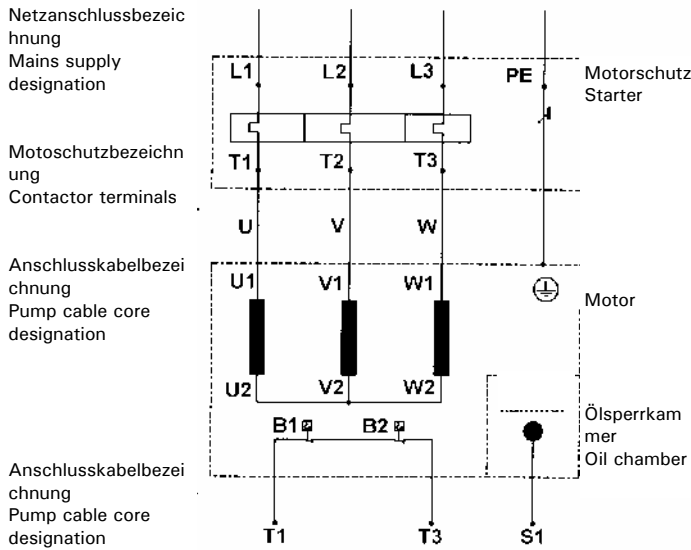 Netzanschlussbezeic
hnung
Mains supply
designation
L1 L2 L3 PE
Motorschutz
Starter
Motoschutzbezeichn
ung
Contactor terminals
T1 T2 T3
U V W
Anschlusskabelbezei
chnung
Pump cable core
designation
U1 V1 W1
Motor
U2 V2 W2
B1 B2
Ölsperrkam
mer
Oil chamber
Anschlusskabelbezei
chnung
Pump cable core
designation
T1 T3 S1